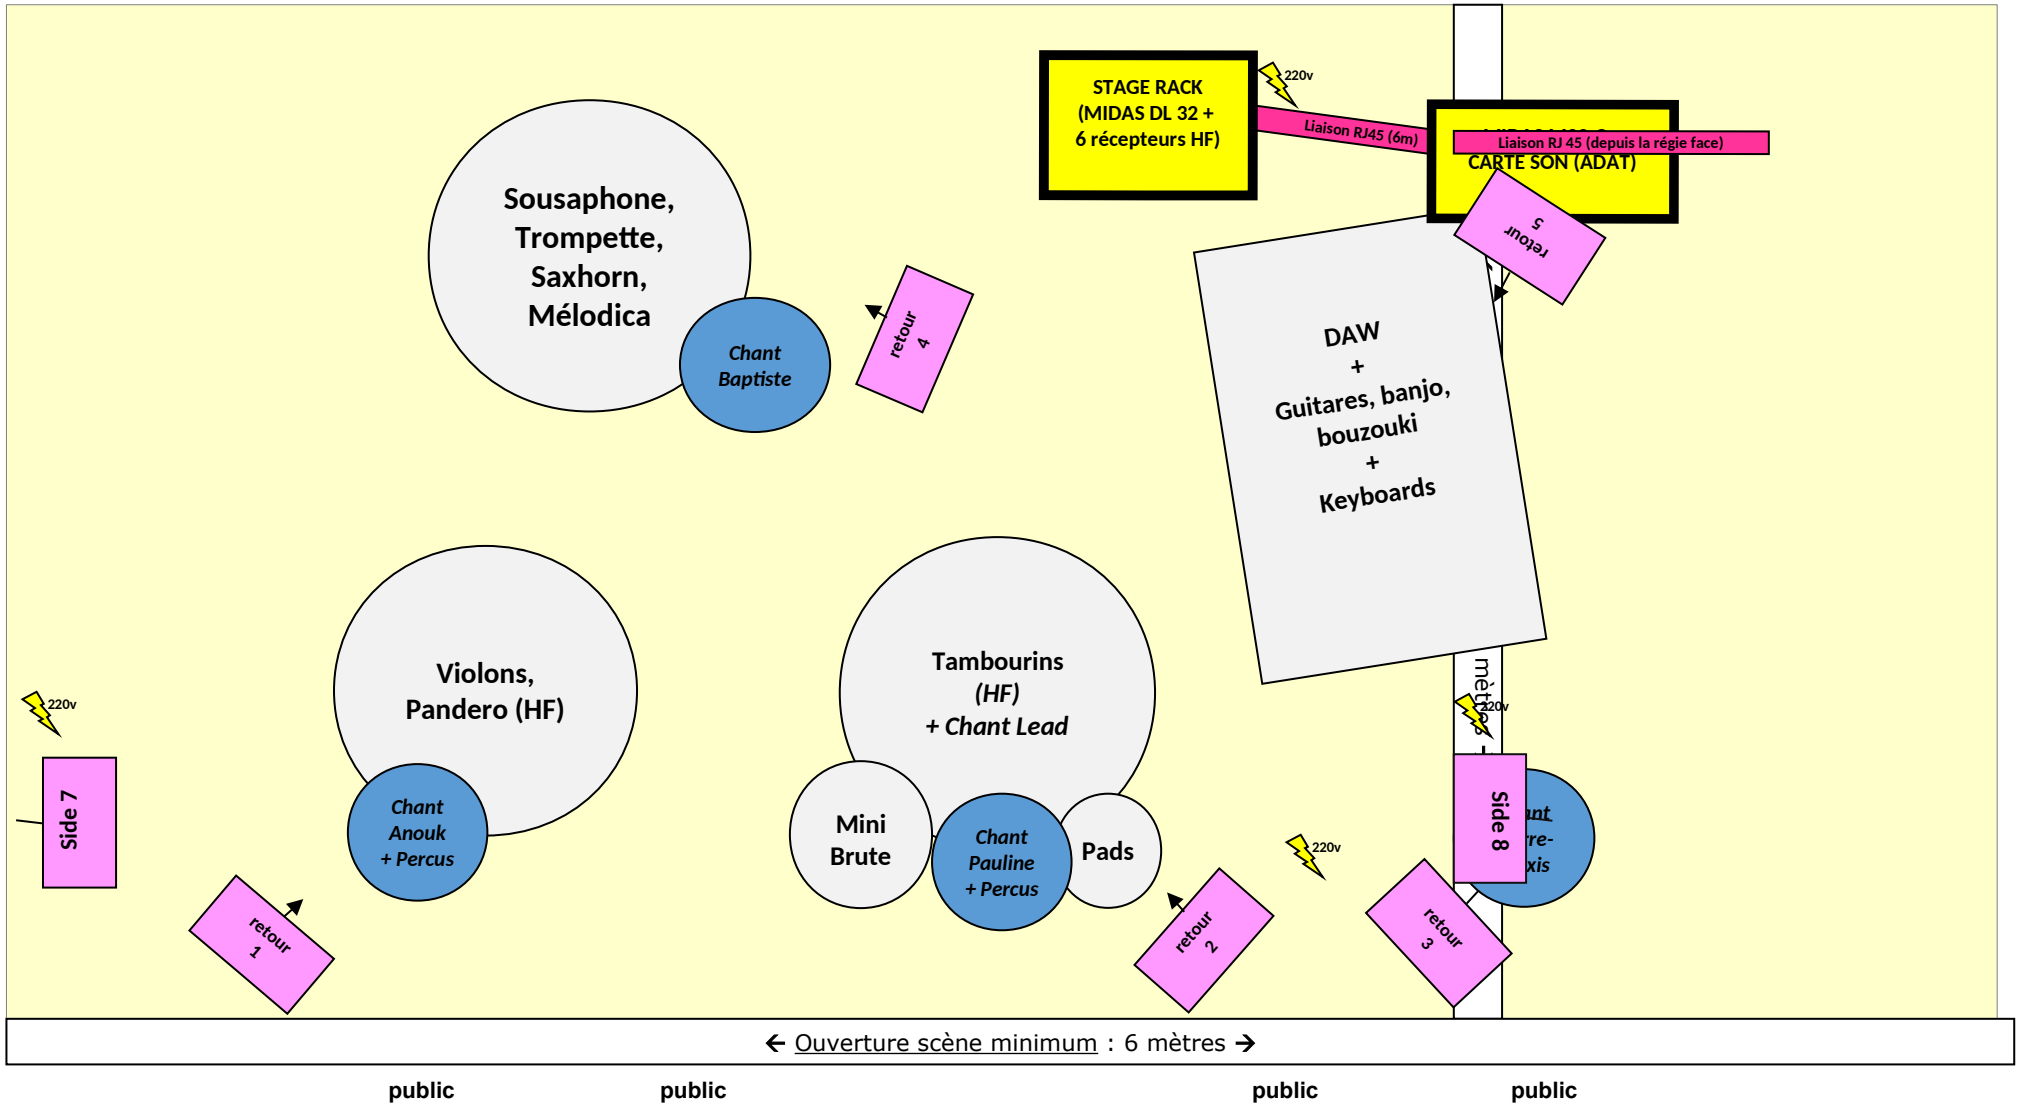 STAGE RACK
(MIDAS DL 32 +
6 récepteurs HF)
220v
Liaison RJ45 (6m)
Liaison RJ 45 (depuis la régie face)
CARTE SON (ADAT)
retour
5
Sousaphone,
Trompette,
Saxhorn,
Mélodica
Chant
Baptiste
retour
4
DAW
+
Guitares, banjo,
bouzouki
+
Keyboards
Violons,
Pandero (HF)
Tambourins
(HF)
+ Chant Lead
mètres
220v
220v
Side 7
Chant
Anouk
+ Percus
Mini
Brute
Chant
Pauline
+ Percus
Pads
220v
Side 8
retour
1
retour
2
retour
3
← Ouverture scène minimum : 6 mètres →
public public public public